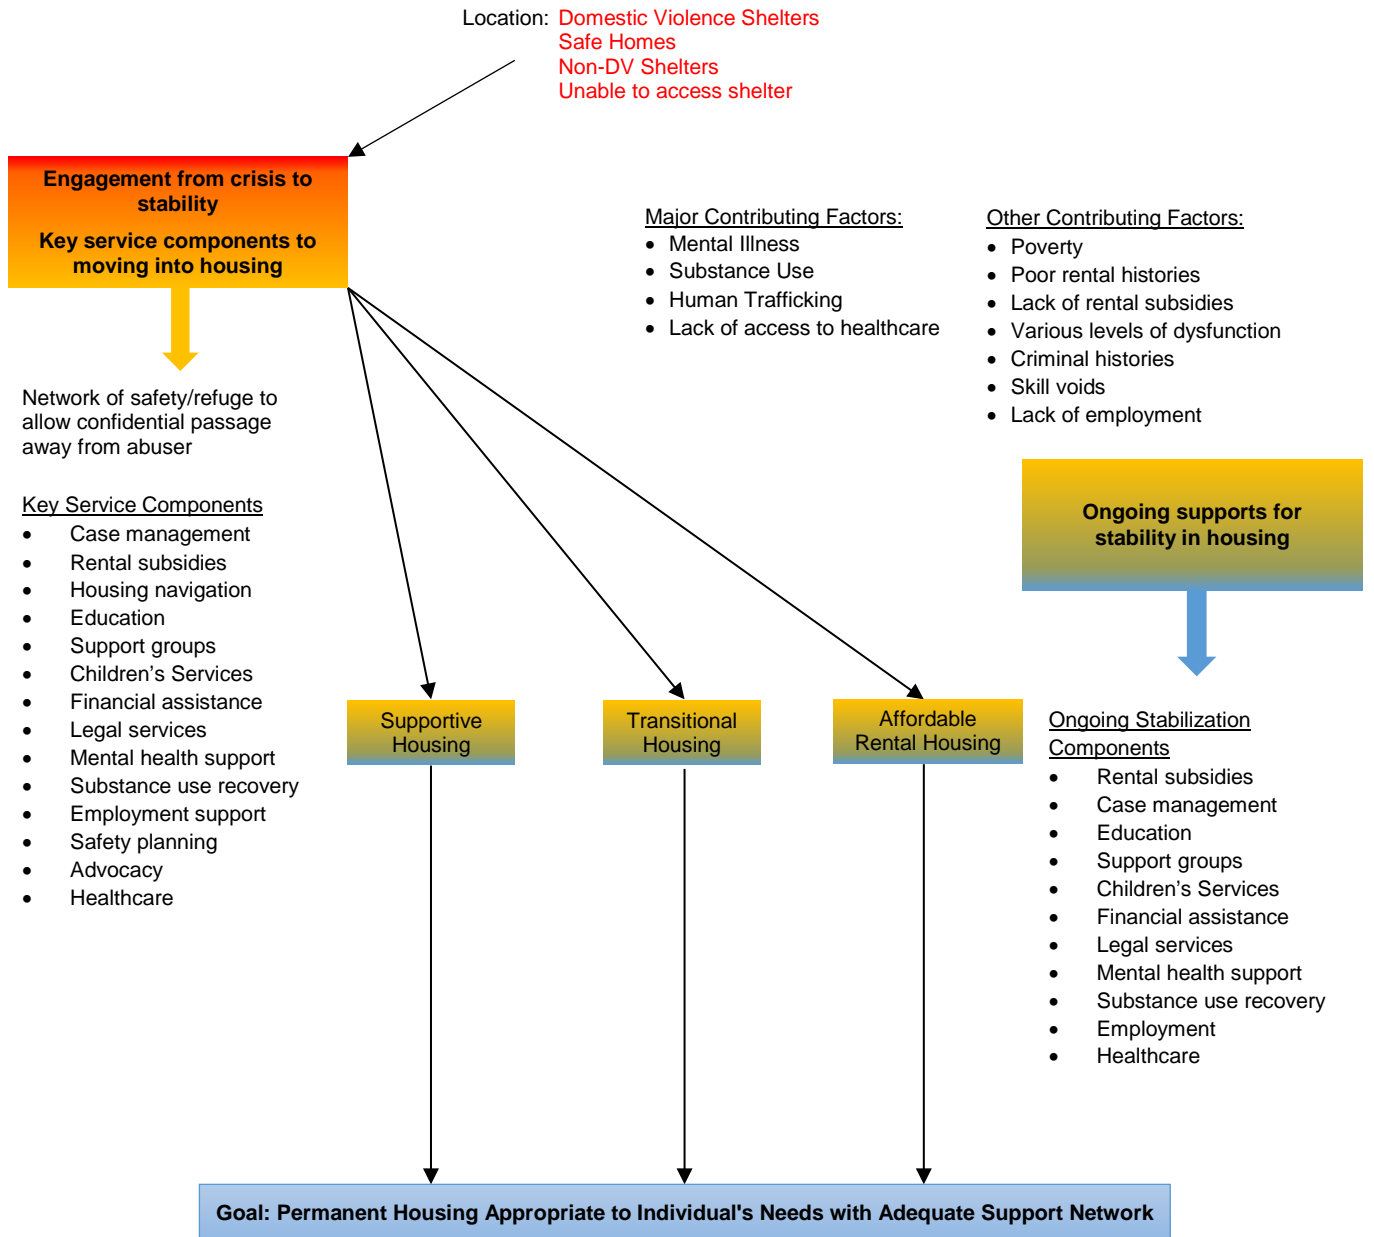 Location: Domestic Violence Shelters
Safe Homes
Non-DV Shelters
Unable to access shelter
Engagement from crisis to
stability
Key service components to
moving into housing
Network of safety/refuge to
allow confidential passage
away from abuser
Key Service Components
• Case management
• Rental subsidies
• Housing navigation
• Education
• Support groups
• Children’s Services
• Financial assistance
• Legal services
• Mental health support
• Substance use recovery
• Employment support
• Safety planning
• Advocacy
• Healthcare
Major Contributing Factors:
• Mental Illness
• Substance Use
• Human Trafficking
• Lack of access to healthcare
Other Contributing Factors:
• Poverty
• Poor rental histories
• Lack of rental subsidies
• Various levels of dysfunction
• Criminal histories
• Skill voids
• Lack of employment
Supportive
Housing
Transitional
Housing
Affordable
Rental Housing
Ongoing supports for
stability in housing
Ongoing Stabilization
Components
• Rental subsidies
• Case management
• Education
• Support groups
• Children’s Services
• Financial assistance
• Legal services
• Mental health support
• Substance use recovery
• Employment
• Healthcare
Goal: Permanent Housing Appropriate to Individual's Needs with Adequate Support Network